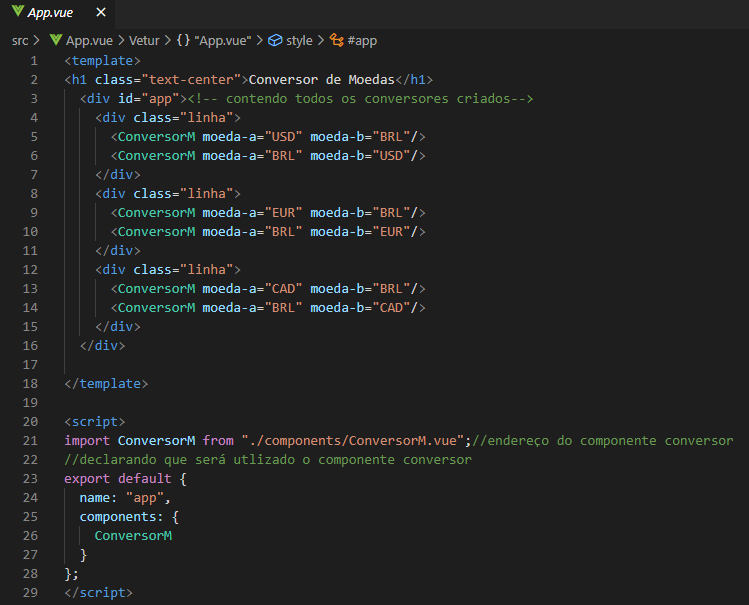 App.vue ×
src > App.vue > Vetur > {} "App.vue" > style > #app
1 <template>
2 <h1 class="text-center">Conversor de Moedas</h1>
3 <div id="app"><!-- contendo todos os conversores criados-->
4 <div class="linha">
5 <ConversorM moeda-a="USD" moeda-b="BRL"/>
6 <ConversorM moeda-a="BRL" moeda-b="USD"/>
7 </div>
8 <div class="linha">
9 <ConversorM moeda-a="EUR" moeda-b="BRL"/>
10 <ConversorM moeda-a="BRL" moeda-b="EUR"/>
11 </div>
12 <div class="linha">
13 <ConversorM moeda-a="CAD" moeda-b="BRL"/>
14 <ConversorM moeda-a="BRL" moeda-b="CAD"/>
15 </div>
16 </div>
17
18 </template>
19
20 <script>
21 import ConversorM from "./components/ConversorM.vue";//endereço do componente conversor
22 //declarando que será utlizado o componente conversor
23 export default {
24 name: "app",
25 components: {
26 ConversorM
27 }
28 };
29 </script>